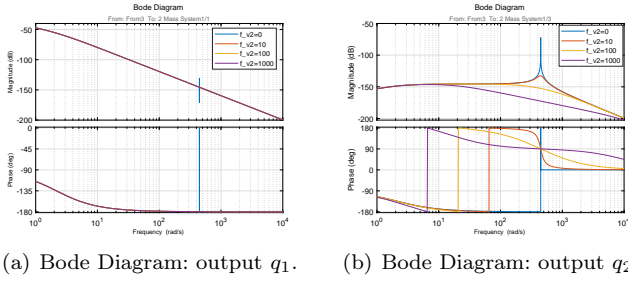 Bode Diagram
From: From3 To: 2 Mass System1/1
Magnitude (dB)
-50
-100
-150
-200
f_v2=0
f_v2=10
f_v2=100
f_v2=1000
Phase (deg)
0
-45
-90
-135
-180
10^0
10^1
10^2
10^3
10^4
Frequency (rad/s)
Bode Diagram
From: From3 To: 2 Mass System1/3
Magnitude (dB)
-50
-100
-150
-200
f_v2=0
f_v2=10
f_v2=100
f_v2=1000
Phase (deg)
180
90
0
-90
-180
10^0
10^1
10^2
10^3
10^4
Frequency (rad/s)
(a) Bode Diagram: output q₁.
(b) Bode Diagram: output q₂